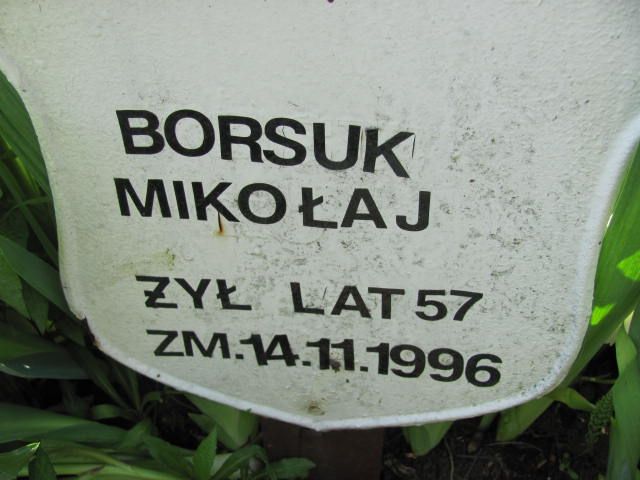 BORSUK
MIKOŁAJ
ŻYŁ LAT 57
ZM.14.11.1996